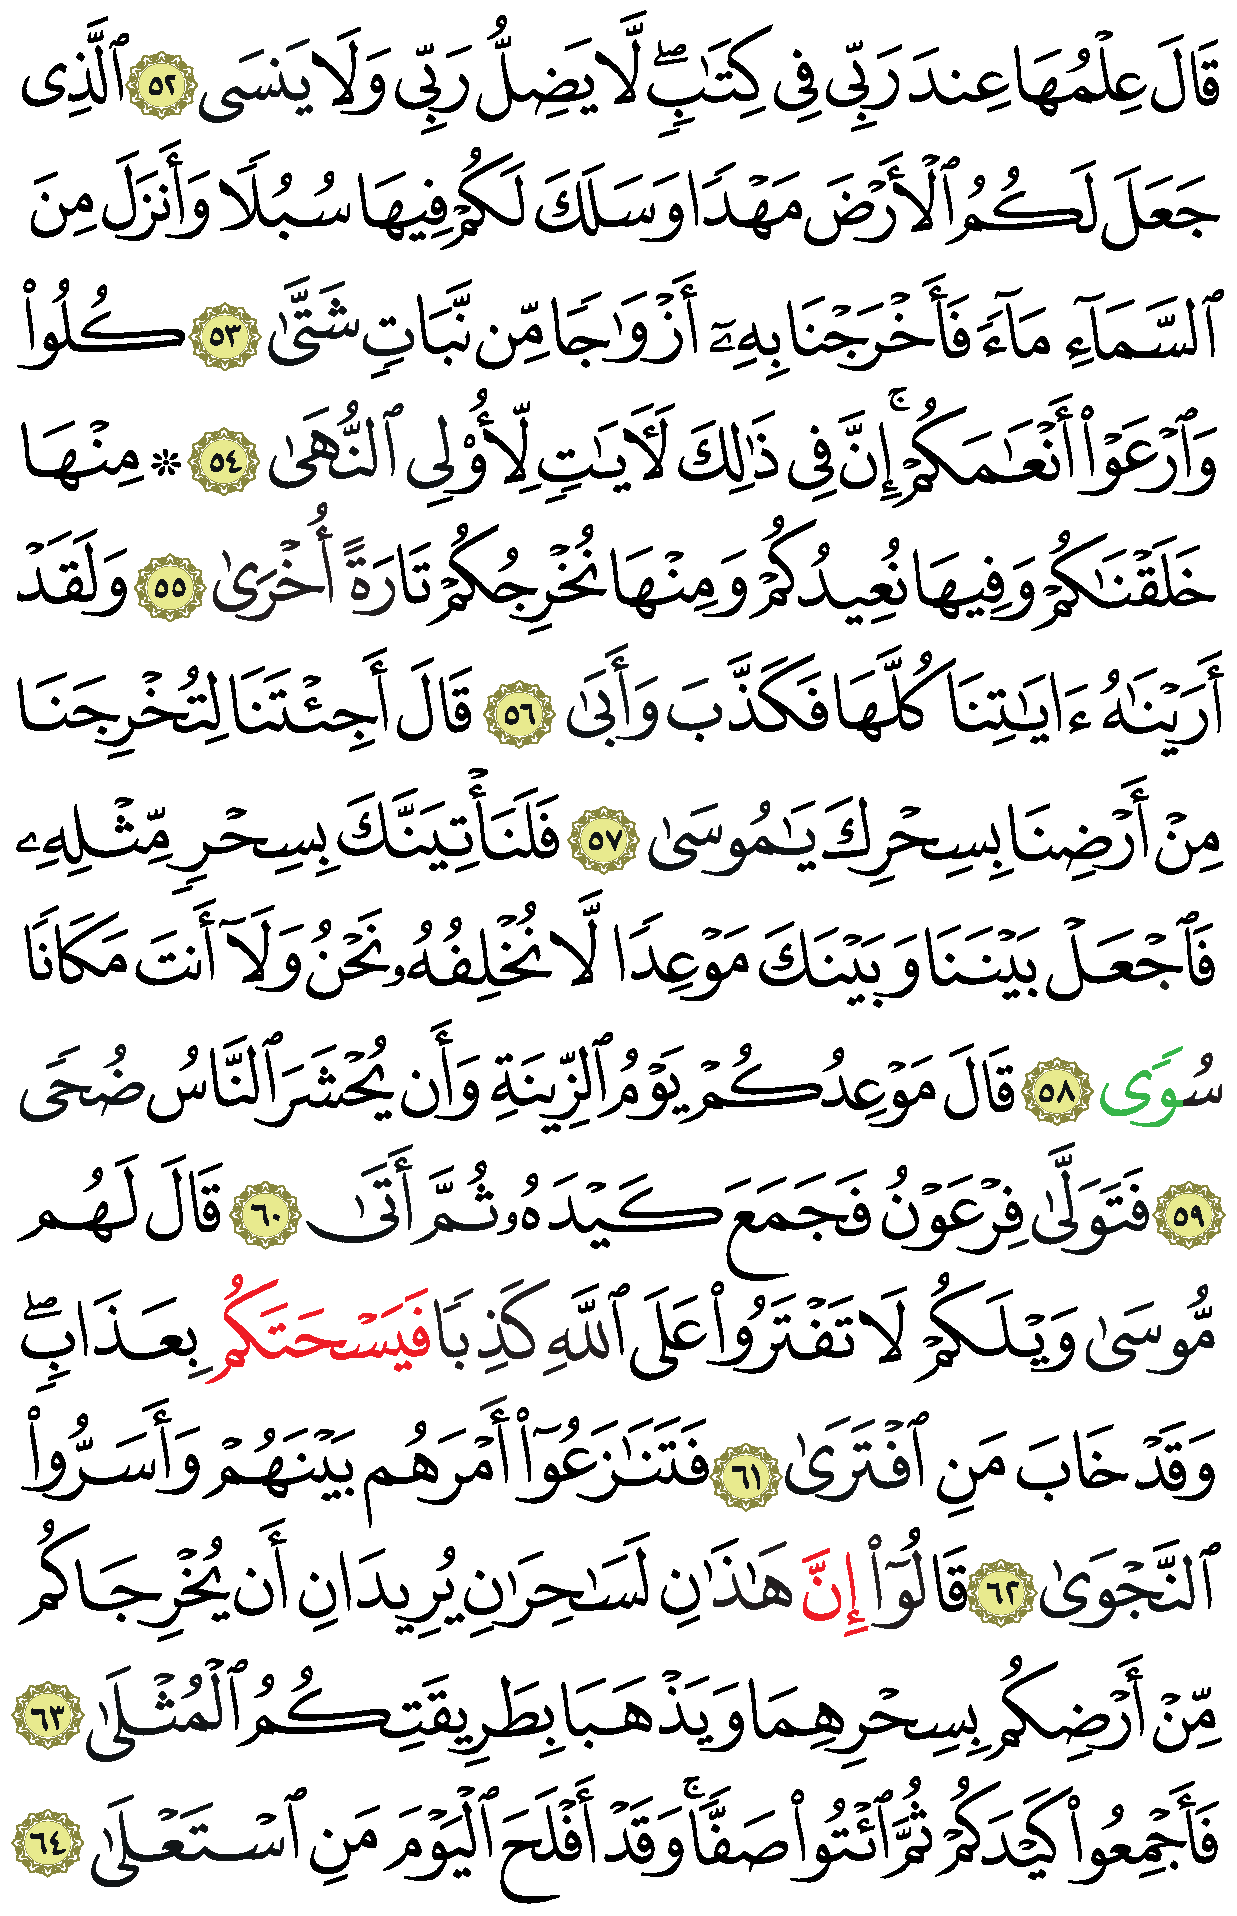 قَالَ عِلْمُهَا عِندَ رَبِّى فِى كِتَٰبٍۖ لَّا يَضِلُّ رَبِّى وَلَا يَنسَى ٥٢ ٱلَّذِى
جَعَلَ لَكُمُ ٱلْأَرْضَ مَهْدًا وَسَلَكَ لَكُمْ فِيهَا سُبُلًا وَأَنزَلَ مِنَ
ٱلسَّمَآءِ مَآءً فَأَخْرَجْنَا بِهِۦٓ أَزْوَٰجًا مِّن نَّبَاتٍ شَتَّىٰ ٥٣ كُلُوا۟
وَٱرْعَوْا۟ أَنْعَٰمَكُمْۚ إِنَّ فِى ذَٰلِكَ لَأَيَٰتٍ لِّأُو۟لِى ٱلنُّهَىٰ ٥٤ ۞ مِنْهَا
خَلَقْنَٰكُمْ وَفِيهَا نُعِيدُكُمْ وَمِنْهَا نُخْرِجُكُمْ تَارَةً أُخْرَىٰ ٥٥ وَلَقَدْ
أَرَيْنَٰهُ ءَايَٰتِنَا كُلَّهَا فَكَذَّبَ وَأَبَىٰ ٥٦ قَالَ أَجِئْتَنَا لِتُخْرِجَنَا
مِنْ أَرْضِنَا بِسِحْرِكَ يَٰمُوسَىٰ ٥٧ فَلَنَأْتِيَنَّكَ بِسِحْرٍ مِّثْلِهِۦ
فَٱجْعَلْ بَيْنَنَا وَبَيْنَكَ مَوْعِدًا لَّا نُخْلِفُهُۥ نَحْنُ وَلَآ أَنتَ مَكَانًا
سُوًى ٥٨ قَالَ مَوْعِدُكُمْ يَوْمُ ٱلزِّينَةِ وَأَن يُحْشَرَ ٱلنَّاسُ ضُحًى
٥٩ فَتَوَلَّىٰ فِرْعَوْنُ فَجَمَعَ كَيْدَهُۥ ثُمَّ أَتَىٰ ٦٠ قَالَ لَهُم
مُّوسَىٰ وَيْلَكُمْ لَا تَفْتَرُوا۟ عَلَى ٱللَّهِ كَذِبًا فَيَسْحَتَكُم بِعَذَابٍۖ
وَقَدْ خَابَ مَنِ ٱفْتَرَىٰ ٦١ فَتَنَٰزَعُوٓا۟ أَمْرَهُم بَيْنَهُمْ وَأَسَرُّوا۟
ٱلنَّجْوَىٰ ٦٢ قَالُوٓا۟ إِنَّ هَٰذَٰنِ لَسَٰحِرَٰنِ يُرِيدَانِ أَن يُخْرِجَاكُم
مِّنْ أَرْضِكُم بِسِحْرِهِمَا وَيَذْهَبَا بِطَرِيقَتِكُمُ ٱلْمُثْلَىٰ ٦٣
فَأَجْمِعُوا۟ كَيْدَكُمْ ثُمَّ ٱئْتُوا۟ صَفًّاۚ وَقَدْ أَفْلَحَ ٱلْيَوْمَ مَنِ ٱسْتَعْلَىٰ ٦٤